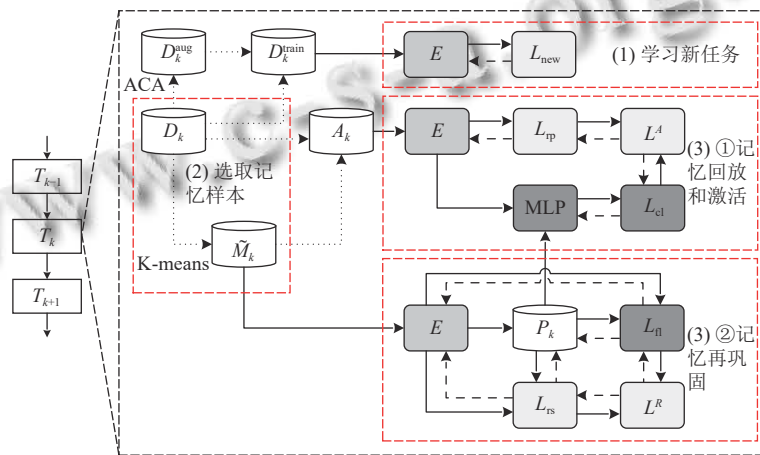 D_k^aug
D_k^train
E
L_new
(1) 学习新任务
ACA
D_k
A_k
E
L_rp
L^A
(2) 选取记
忆样本
(3) ①记
忆回放
和激活
MLP
L_cl
T_{k-1}
T_k
T_{k+1}
K-means
M̃_k
E
P_k
L_fl
(3) ②记
忆再巩
固
L_rs
L^R